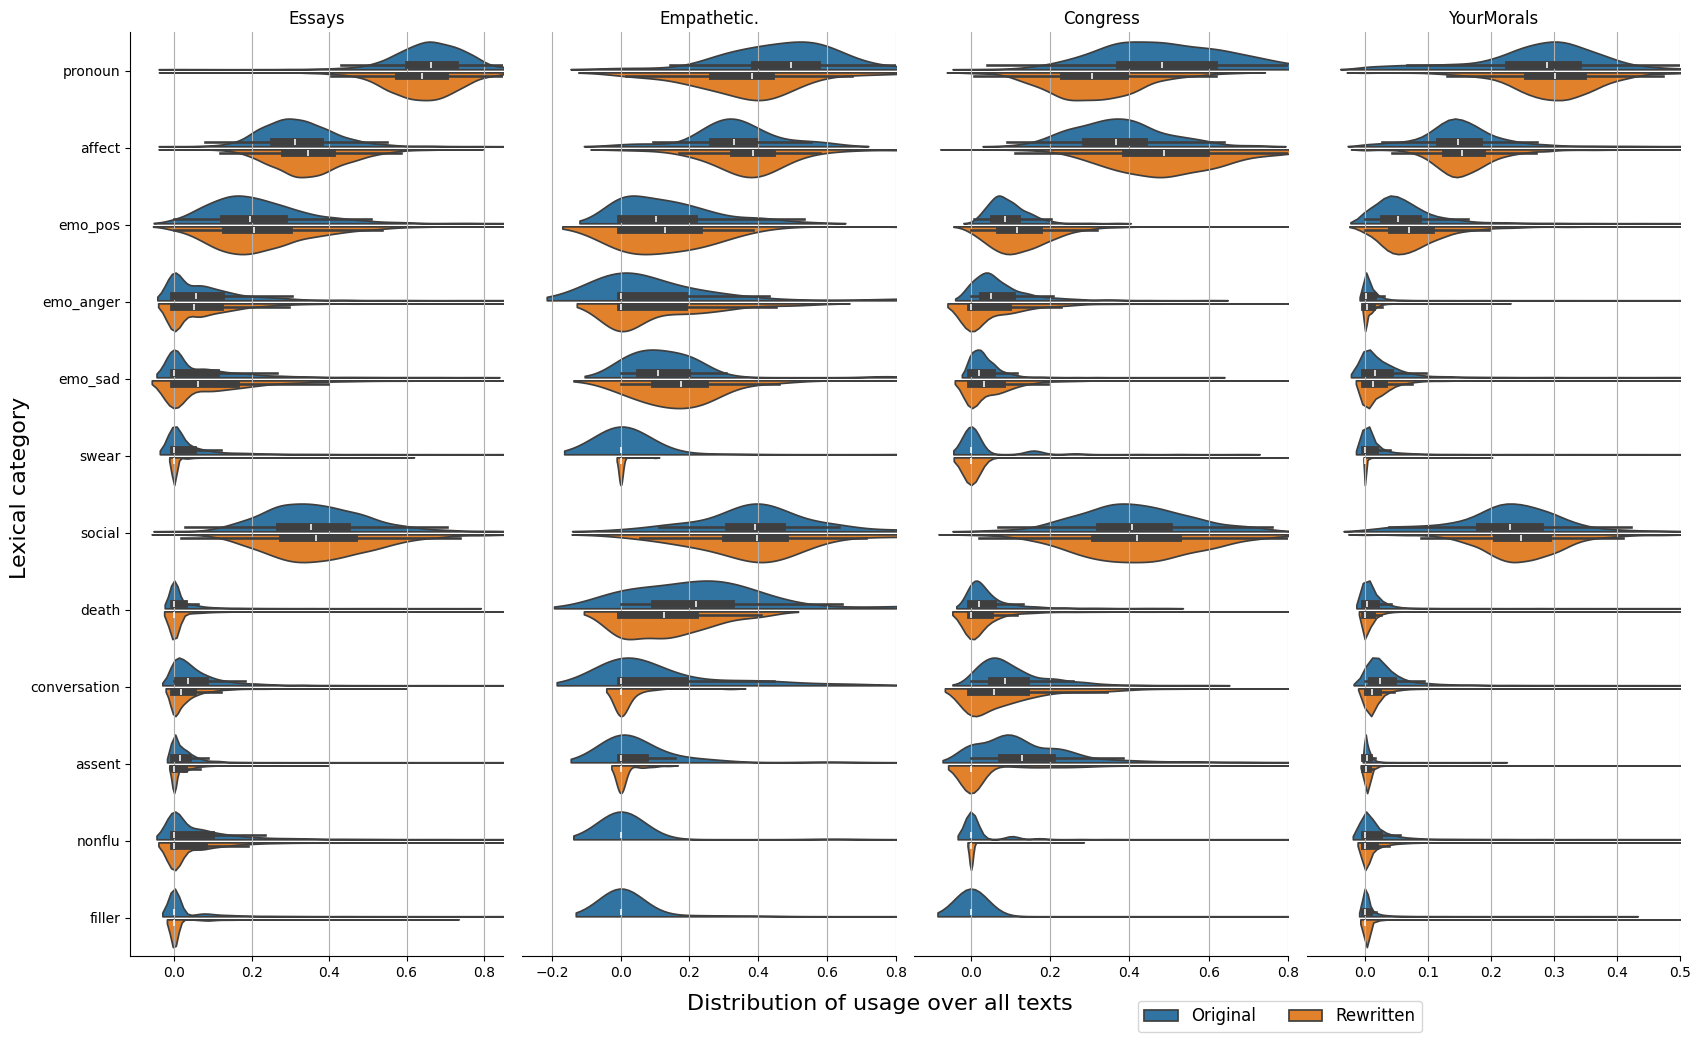 Essays
Empathetic.
Congress
YourMorals
Lexical category
pronoun
affect
emo_pos
emo_anger
emo_sad
swear
social
death
conversation
assent
nonflu
filler
0.0 0.2 0.4 0.6 0.8
−0.2 0.0 0.2 0.4 0.6 0.8
0.0 0.2 0.4 0.6 0.8
0.0 0.1 0.2 0.3 0.4 0.5
Distribution of usage over all texts
Original Rewritten